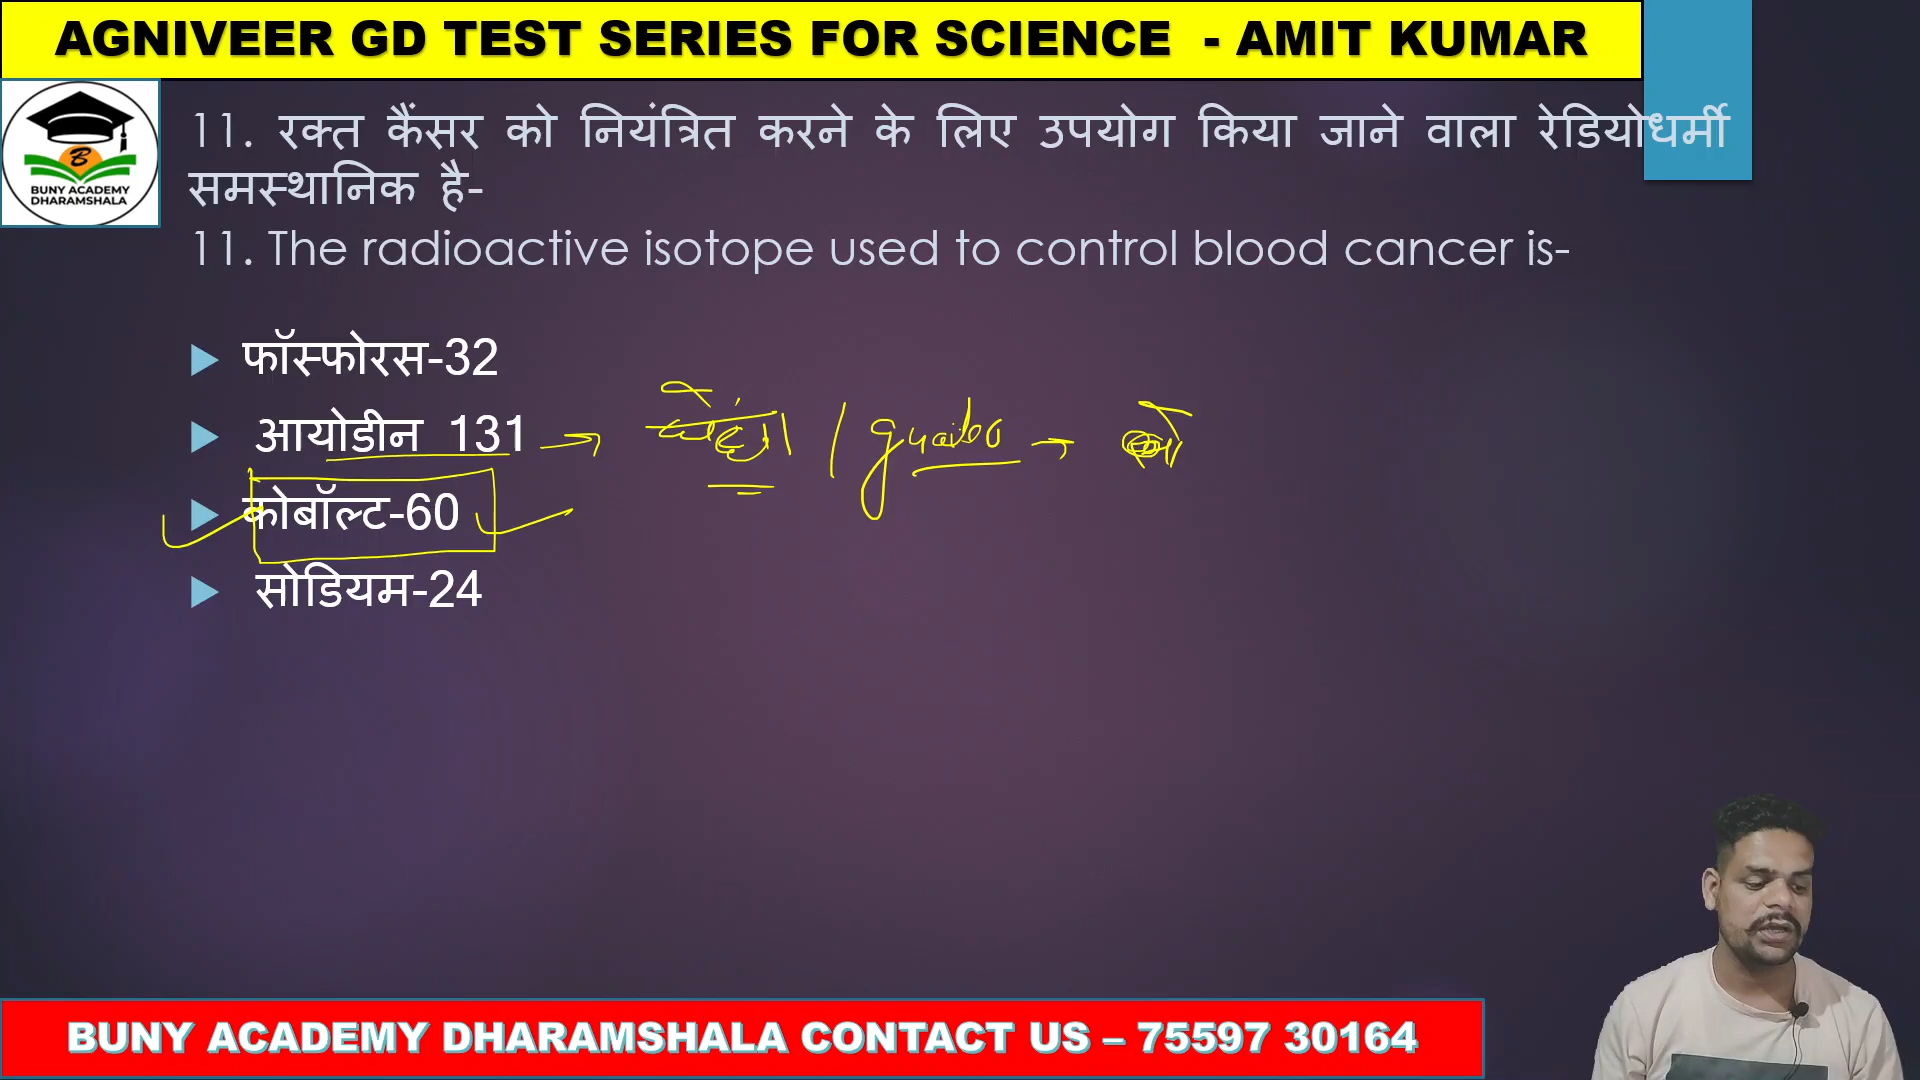 AGNIVEER GD TEST SERIES FOR SCIENCE - AMIT KUMAR
BUNY ACADEMY
DHARAMSHALA
11. रक्त कैंसर को नियंत्रित करने के लिए उपयोग किया जाने वाला रेडियोधर्मी
समस्थानिक है-
11. The radioactive isotope used to control blood cancer is-
फॉस्फोरस-32
आयोडीन 131
कोबॉल्ट-60
सोडियम-24
BUNY ACADEMY DHARAMSHALA CONTACT US – 75597 30164